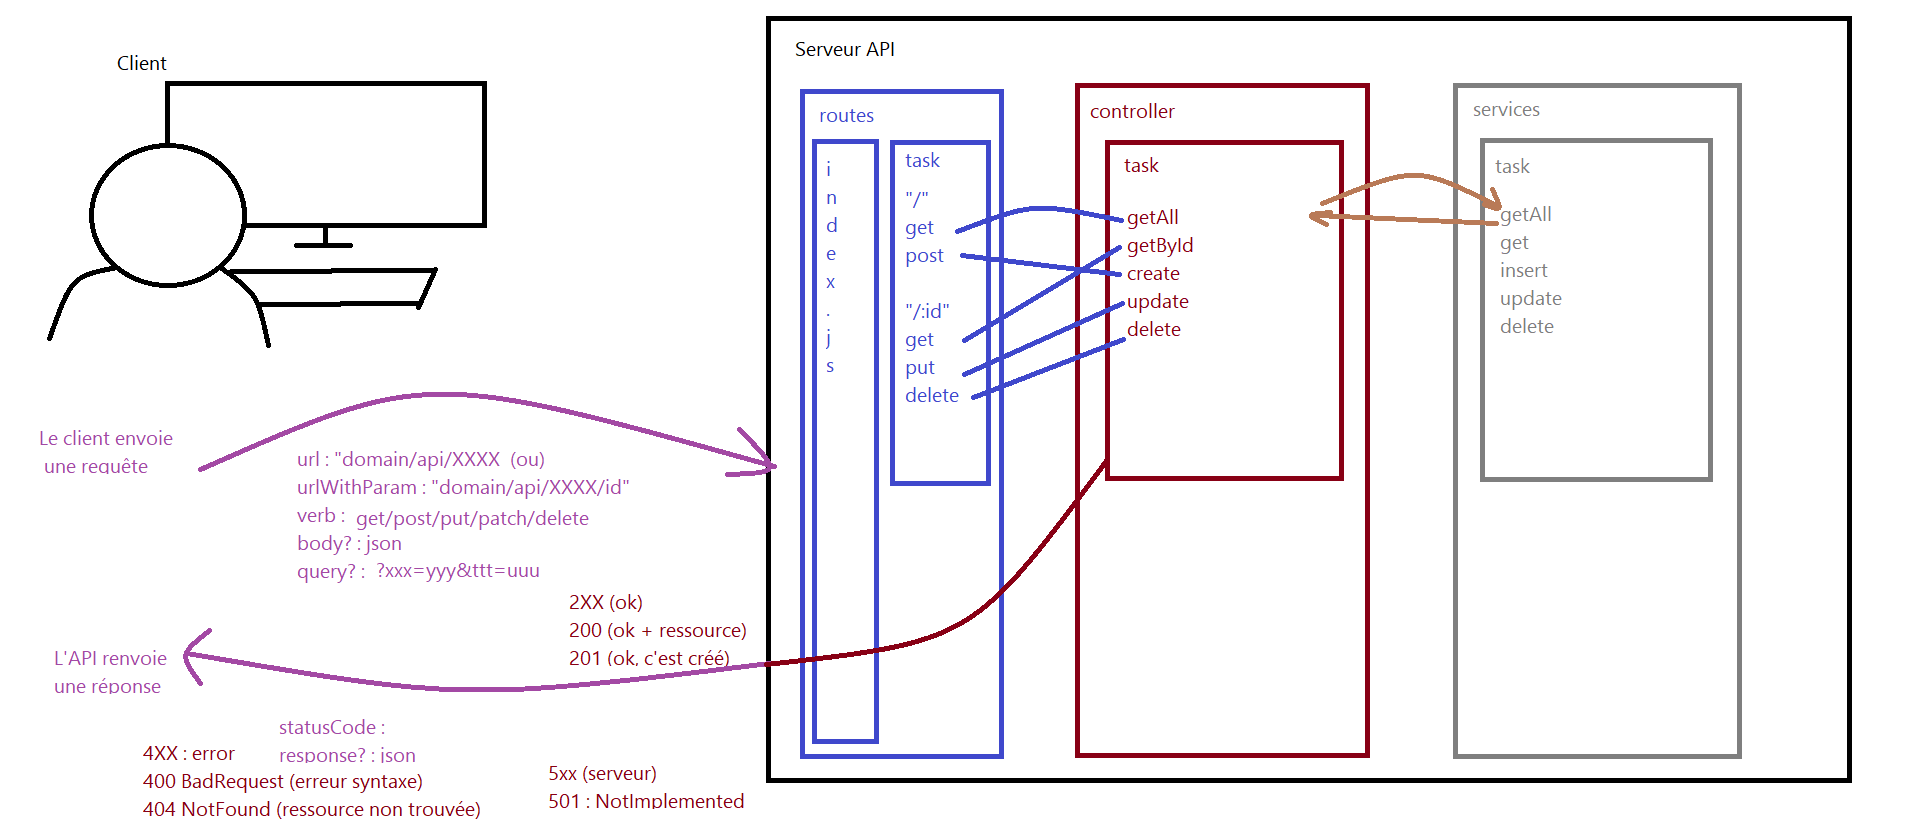 Client
Serveur API
routes
index.js
task
"/"
get
post
"/:id"
get
put
delete
controller
task
getAll
getById
create
update
delete
services
task
getAll
get
insert
update
delete
Le client envoie
une requête
url : "domain/api/XXXX (ou)
urlWithParam : "domain/api/XXXX/id"
verb : get/post/put/patch/delete
body? : json
query? : ?xxx=yyy&ttt=uuu
2XX (ok)
200 (ok + ressource)
201 (ok, c'est créé)
L'API renvoie
une réponse
statusCode :
response? : json
4XX : error
400 BadRequest (erreur syntaxe)
404 NotFound (ressource non trouvée)
5xx (serveur)
501 : NotImplemented